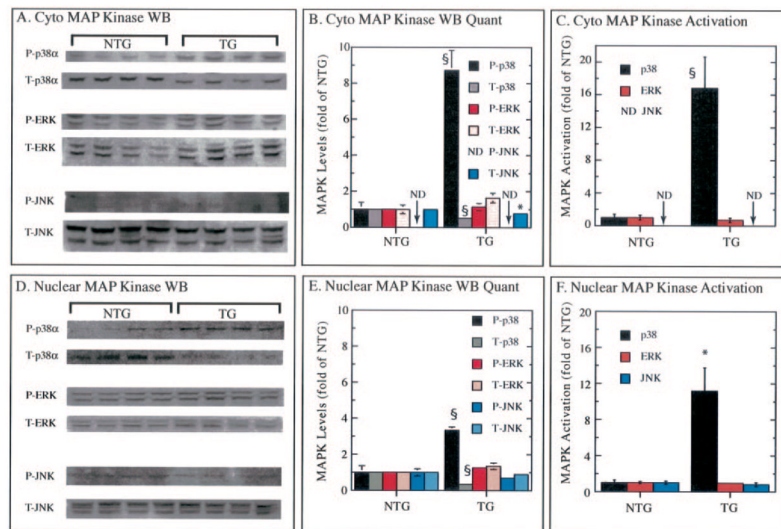 A. Cyto MAP Kinase WB
NTG TG
P-p38α
T-p38α
P-ERK
T-ERK
P-JNK
T-JNK
B. Cyto MAP Kinase WB Quant
MAPK Levels (fold of NTG)
10
8
6
4
2
0
§
P-p38
T-p38
P-ERK
T-ERK
ND P-JNK
T-JNK
ND
§
ND
*
NTG TG
C. Cyto MAP Kinase Activation
MAPK Activation (fold of NTG)
20
16
12
8
4
0
p38
ERK
ND JNK
§
ND
ND
NTG TG
D. Nuclear MAP Kinase WB
NTG TG
P-p38α
T-p38α
P-ERK
T-ERK
P-JNK
T-JNK
E. Nuclear MAP Kinase WB Quant
MAPK Levels (fold of NTG)
10
8
6
4
2
0
P-p38
T-p38
P-ERK
T-ERK
P-JNK
T-JNK
§
§
NTG TG
F. Nuclear MAP Kinase Activation
MAPK Activation (fold of NTG)
20
16
12
8
4
0
p38
ERK
JNK
*
NTG TG